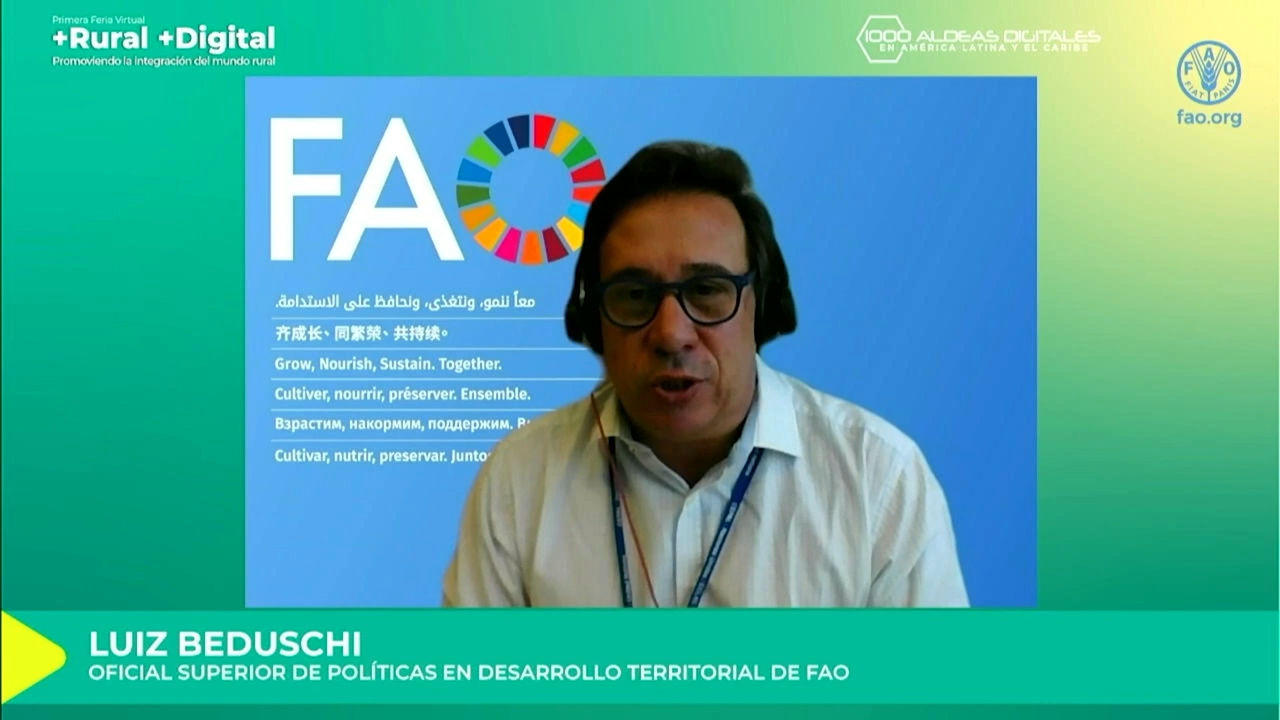 Primera Feria Virtual
+Rural +Digital
Promoviendo la integración del mundo rural
1000 ALDEAS DIGITALES
EN AMÉRICA LATINA Y EL CARIBE
FAO
FIAT PANIS
fao.org
FAO
معاً ننمو، ونتغذى، ونحافظ على الاستدامة.
齐成长、同繁荣、共持续。
Grow, Nourish, Sustain. Together.
Cultiver, nourrir, préserver. Ensemble.
Взрастим, накормим, поддержим.
Cultivar, nutrir, preservar. Juntos
LUIZ BEDUSCHI
OFICIAL SUPERIOR DE POLÍTICAS EN DESARROLLO TERRITORIAL DE FAO